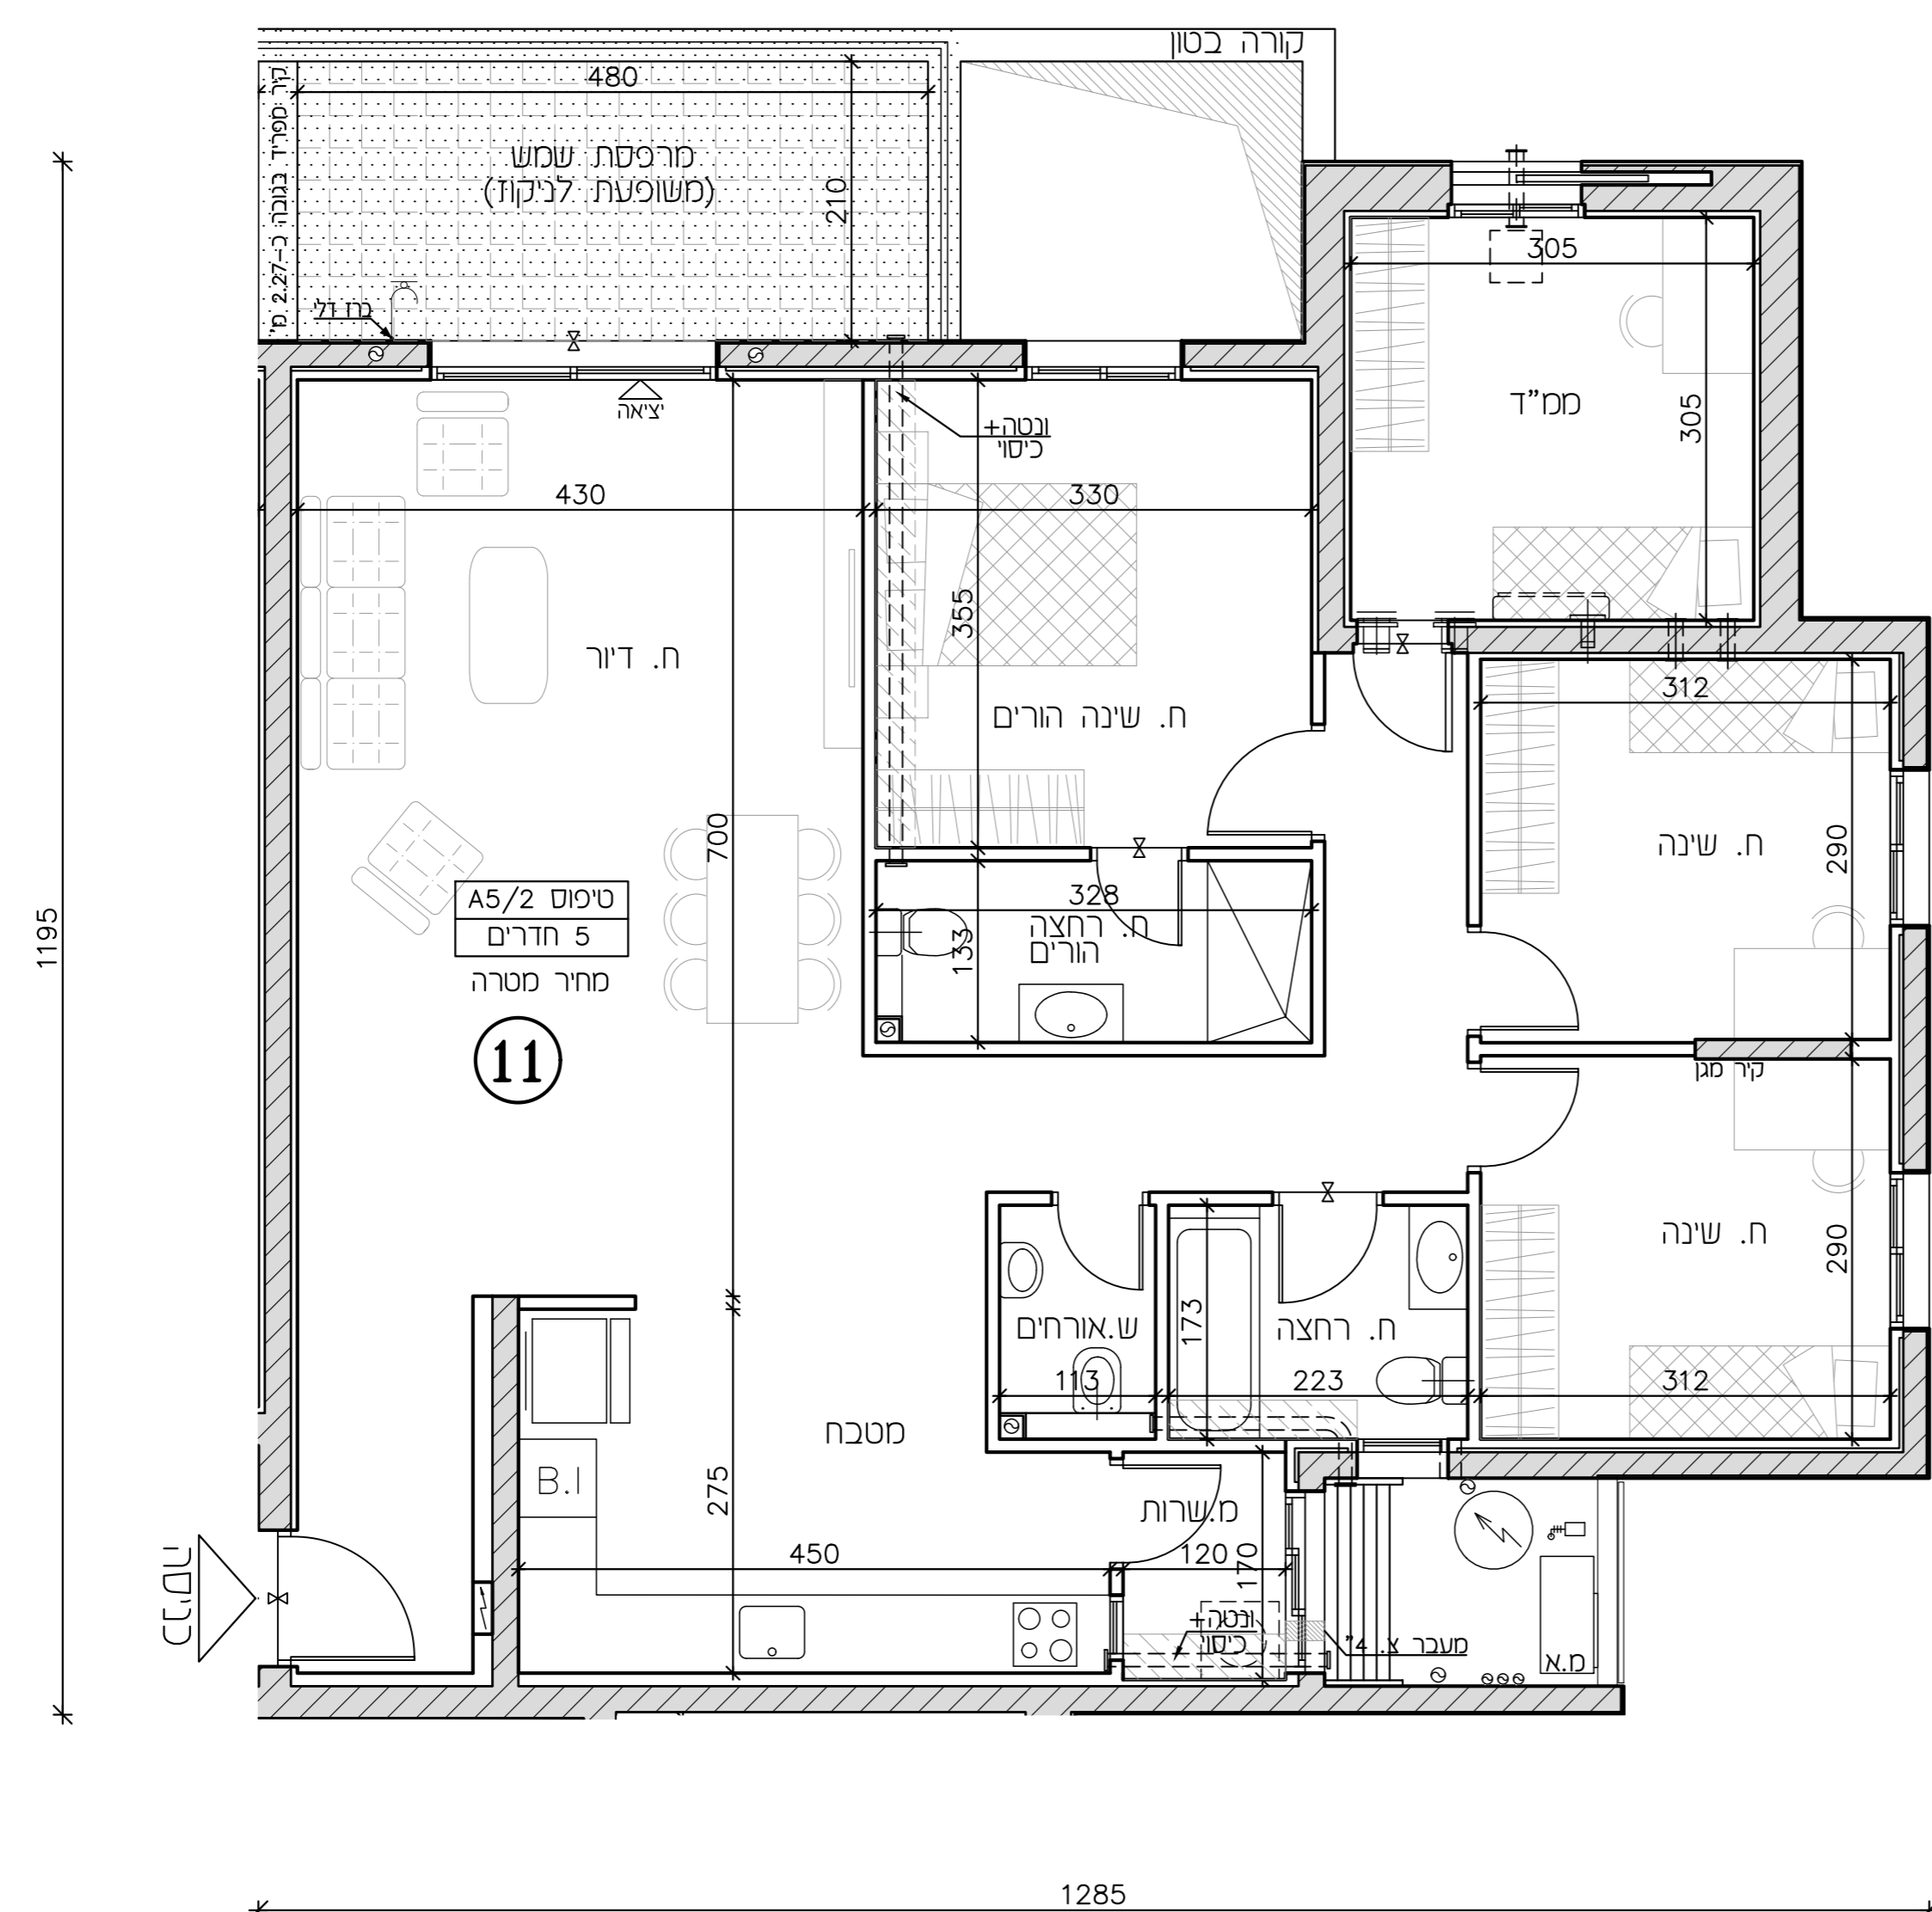 קורה בטון
480
קיר מפריד בגובה כ-2.27 מ'
מרפסת שמש
(משופעת לניקוז)
210
ברז דלי
305
ממ"ד
305
יציאה
ונטה+
כיסוי
430
330
355
ח. דיור
ח. שינה הורים
312
ח. שינה
290
700
1195
טיפוס A5/2
5 חדרים
מחיר מטרה
11
328
ח. רחצה
הורים
133
קיר מגן
ח. שינה
290
173
ש.אורחים
ח. רחצה
113
223
312
מטבח
B.I
275
מ.שרות
450
120
170
כניסה
ונטה+
כיסוי
מעבר צ. 4"
מ.א
1285